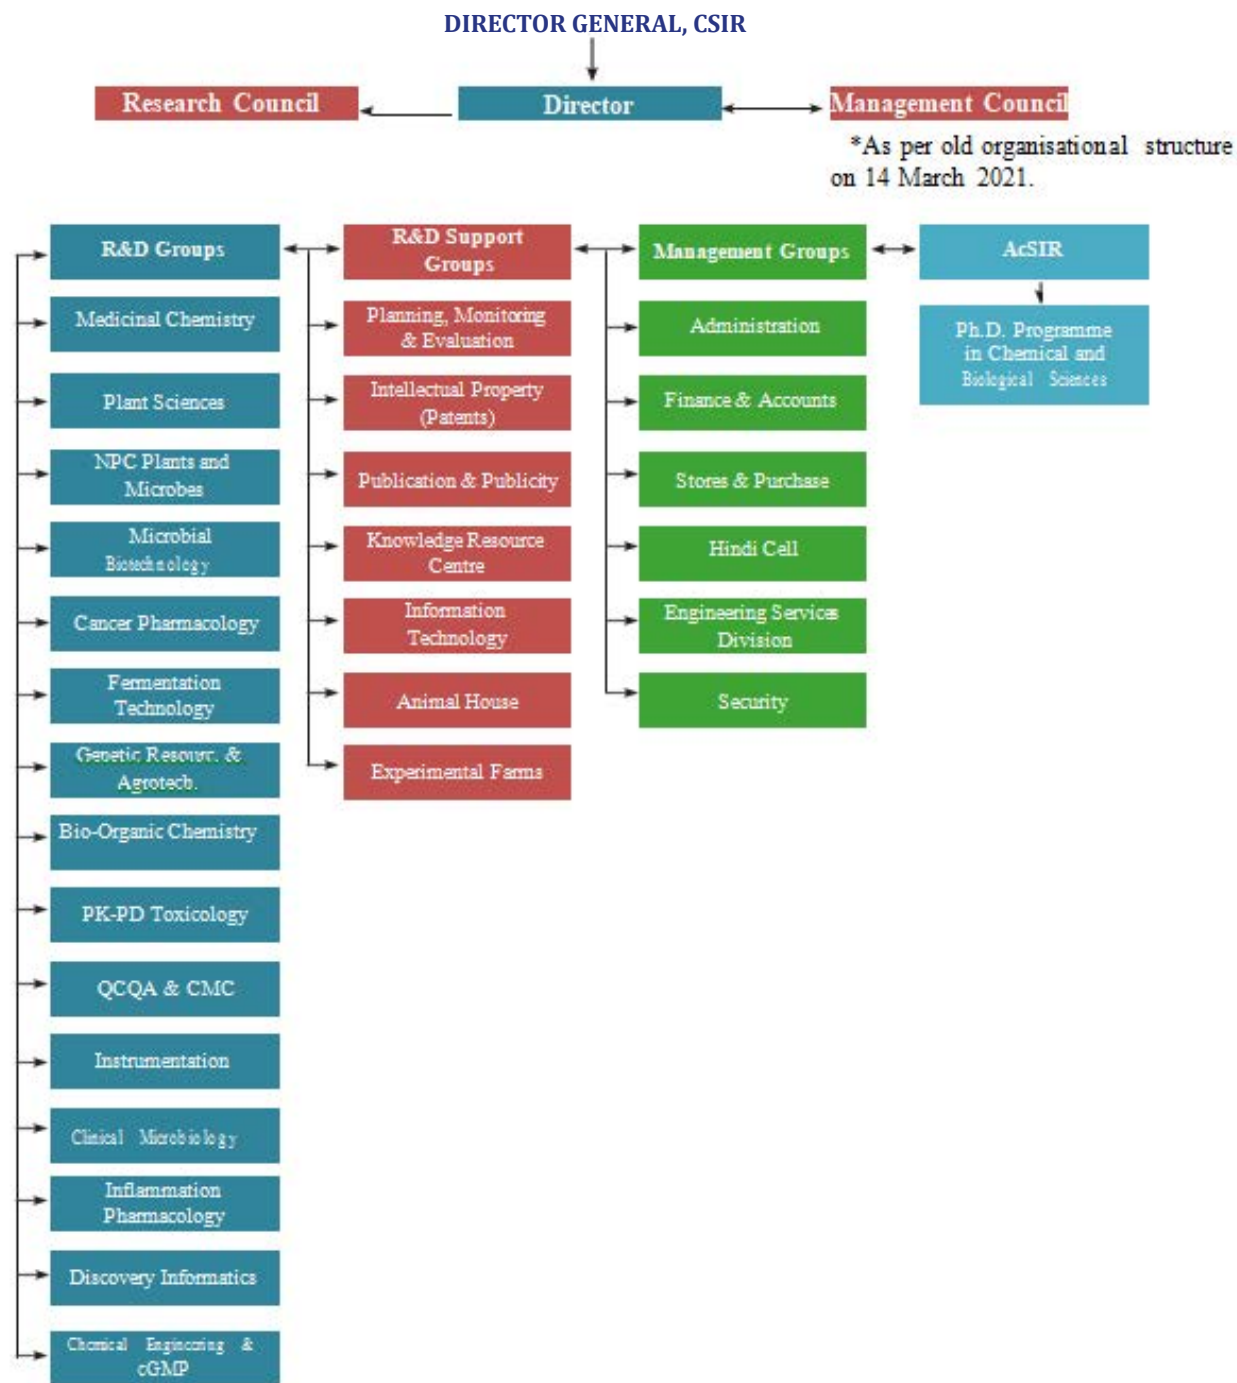 DIRECTOR GENERAL, CSIR
Research Council
Director
Management Council
*As per old organisational structure
on 14 March 2021.
R&D Groups
Medicinal Chemistry
Plant Sciences
NPC Plants and
Microbes
Microbial
Biotechnology
Cancer Pharmacology
Fermentation
Technology
Genetic Resourc. &
Agrotech.
Bio-Organic Chemistry
PK-PD Toxicology
QCQA & CMC
Instrumentation
Clinical Microbiology
Inflammation
Pharmacology
Discovery Informatics
Chemical Engineering &
cGMP
R&D Support
Groups
Planning, Monitoring
& Evaluation
Intellectual Property
(Patents)
Publication & Publicity
Knowledge Resource
Centre
Information
Technology
Animal House
Experimental Farms
Management Groups
Administration
Finance & Accounts
Stores & Purchase
Hindi Cell
Engineering Services
Division
Security
AcSIR
Ph.D. Programme
in Chemical and
Biological Sciences